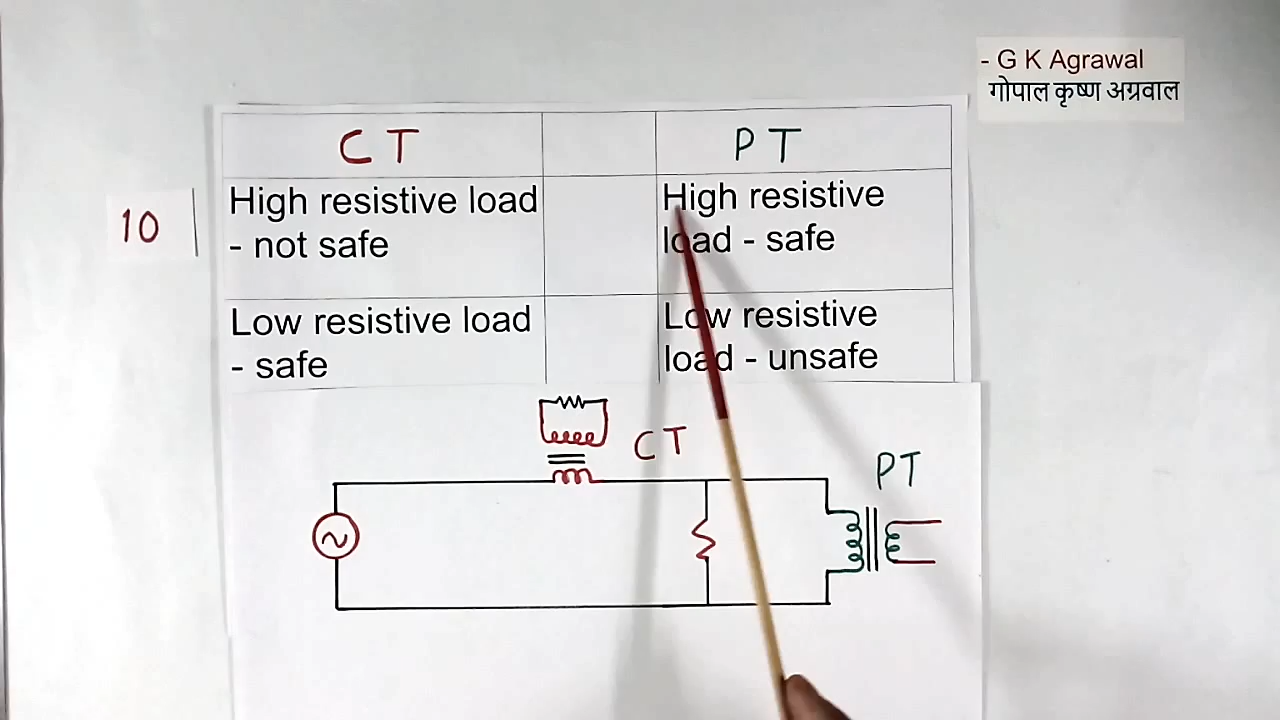 - G K Agrawal
गोपाल कृष्ण अग्रवाल
CT PT
10
High resistive load
- not safe
High resistive
load - safe
Low resistive load
- safe
Low resistive
load - unsafe
CT
PT